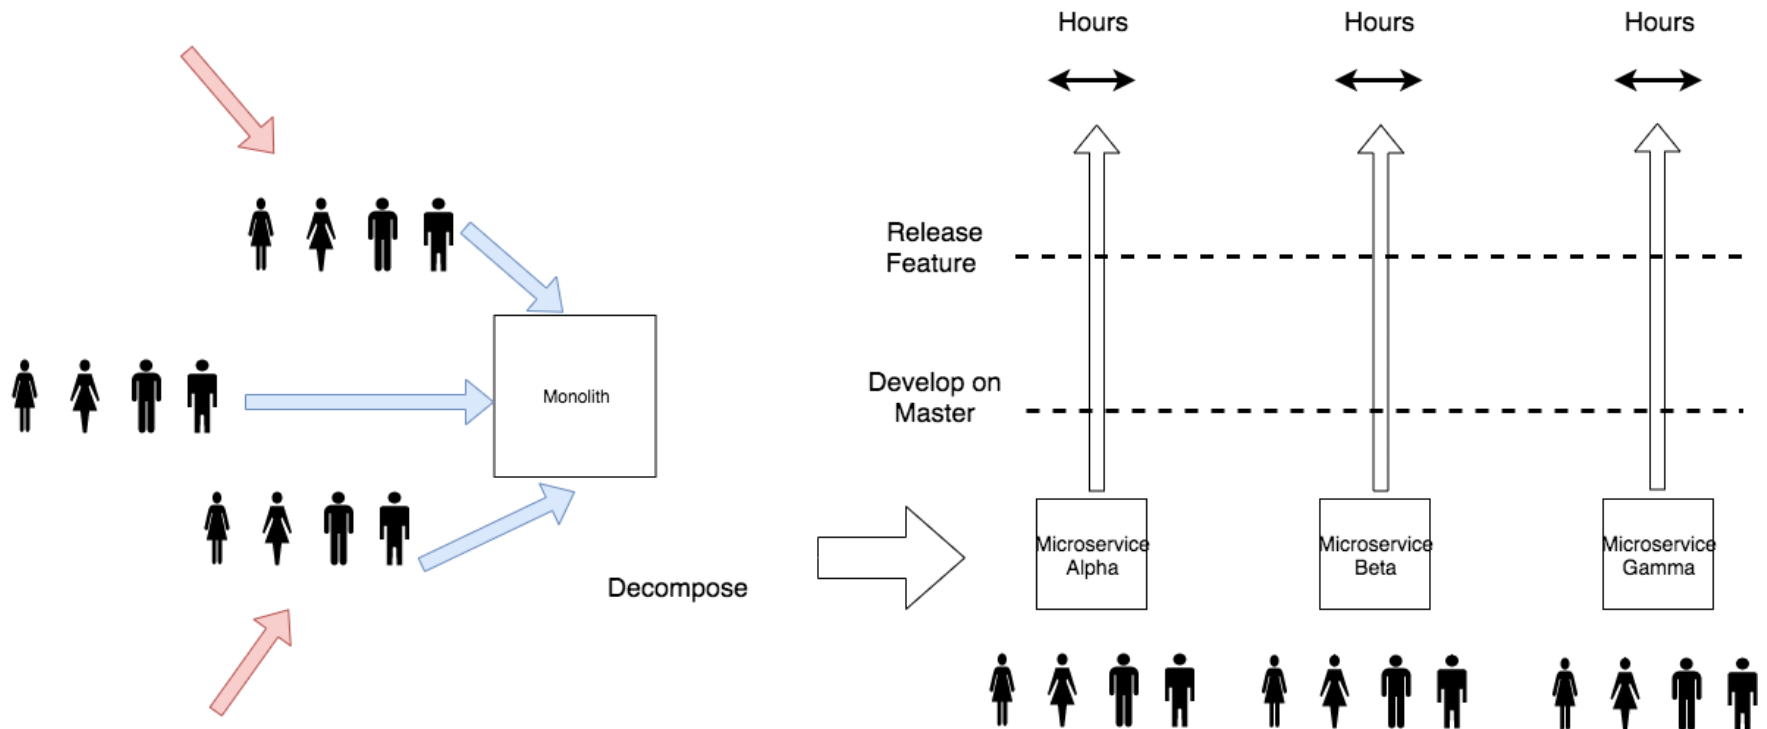 Hours
Hours
Hours
Release
Feature
Monolith
Develop on
Master
Decompose
Microservice
Alpha
Microservice
Beta
Microservice
Gamma